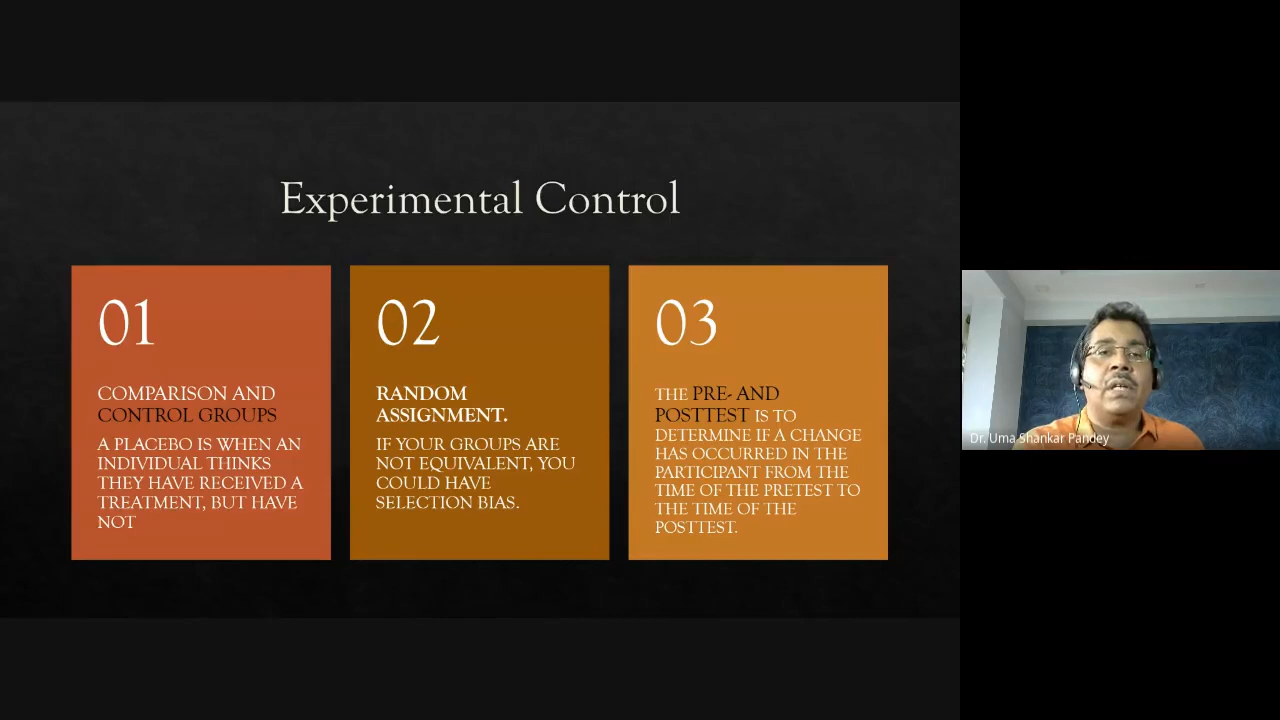 Experimental Control
01
COMPARISON AND
CONTROL GROUPS
A PLACEBO IS WHEN AN
INDIVIDUAL THINKS
THEY HAVE RECEIVED A
TREATMENT, BUT HAVE
NOT
02
RANDOM
ASSIGNMENT.
IF YOUR GROUPS ARE
NOT EQUIVALENT, YOU
COULD HAVE
SELECTION BIAS.
03
THE PRE- AND
POSTTEST IS TO
DETERMINE IF A CHANGE
HAS OCCURRED IN THE
PARTICIPANT FROM THE
TIME OF THE PRETEST TO
THE TIME OF THE
POSTTEST.
Dr. Uma Shankar Pandey